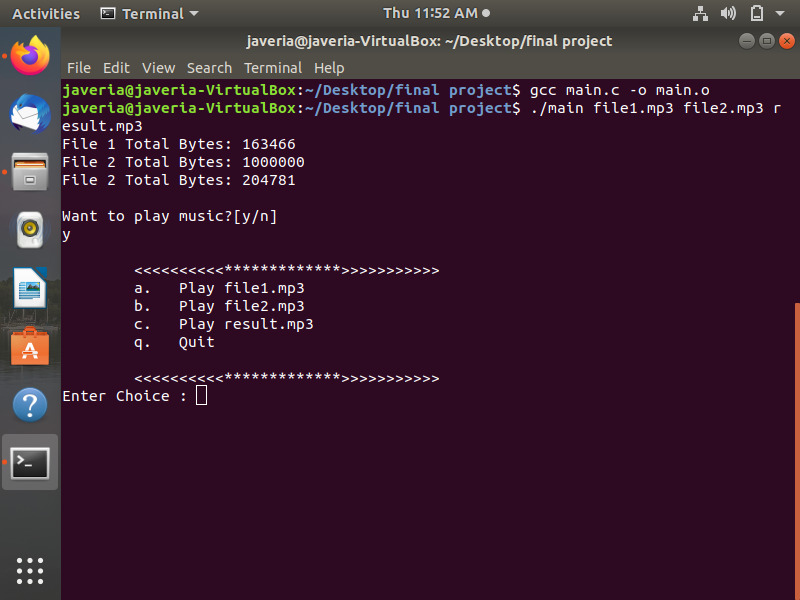 Activities Terminal Thu 11:52 AM
javeria@javeria-VirtualBox: ~/Desktop/final project
File Edit View Search Terminal Help
javeria@javeria-VirtualBox:~/Desktop/final project$ gcc main.c -o main.o
javeria@javeria-VirtualBox:~/Desktop/final project$ ./main file1.mp3 file2.mp3 r
esult.mp3
File 1 Total Bytes: 163466
File 2 Total Bytes: 1000000
File 2 Total Bytes: 204781
Want to play music?[y/n]
y
<<<<<<<<<<*************>>>>>>>>>>>
a. Play file1.mp3
b. Play file2.mp3
c. Play result.mp3
q. Quit
<<<<<<<<<<*************>>>>>>>>>>>
Enter Choice :